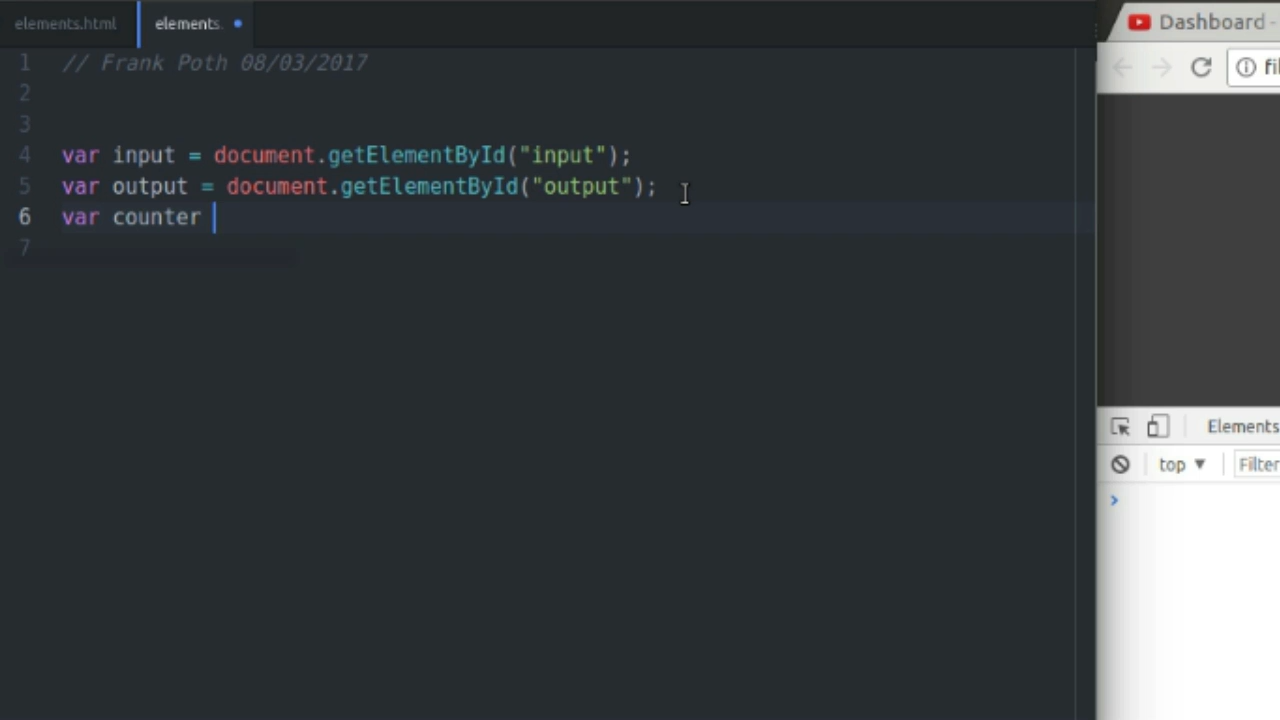 elements.html
elements.
Dashboard -
1 // Frank Poth 08/03/2017
2
3
4 var input = document.getElementById("input");
5 var output = document.getElementById("output");
6 var counter
7
fil
Elements
top ▼
Filter